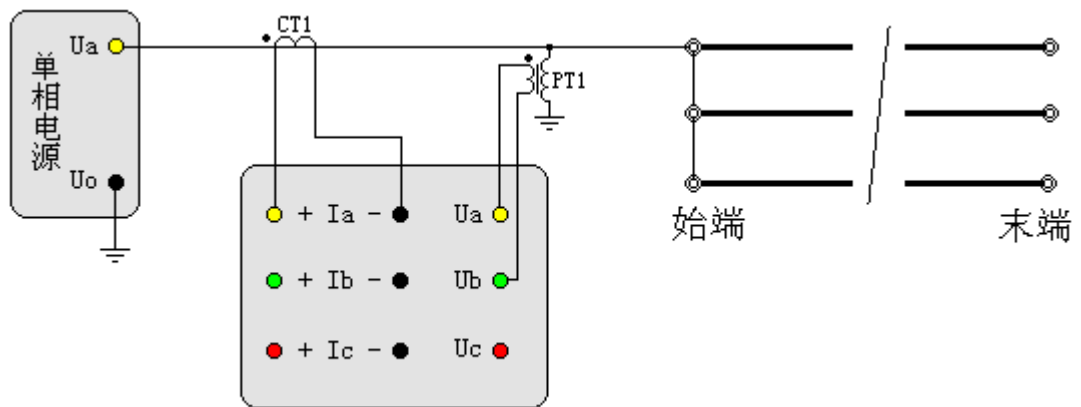 CT1
Ua
PT1
单相电源
Uo
+ Ia -
Ua
+ Ib -
Ub
+ Ic -
Uc
始端
末端